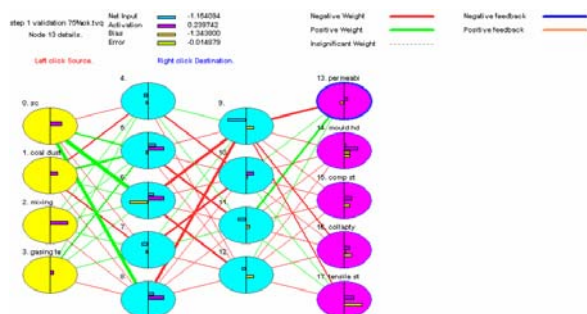 step 1 validation 75%ok.tvq
Node 13 details.
Net Input -1.154094
Activation 0.239742
Bias -1.343900
Error -0.014979
Negative Weight
Positive Weight
Insignificant Weight
Negative feedback
Positive feedback
Left click Source.
Right click Destination.
0. sc
1. coal dust
2. mixing
3. gasing te
4.
5.
6.
7.
8.
9.
10.
11.
12.
13. permeabi
14. mould hd
15. comp st
16. collapty
17. tensile st